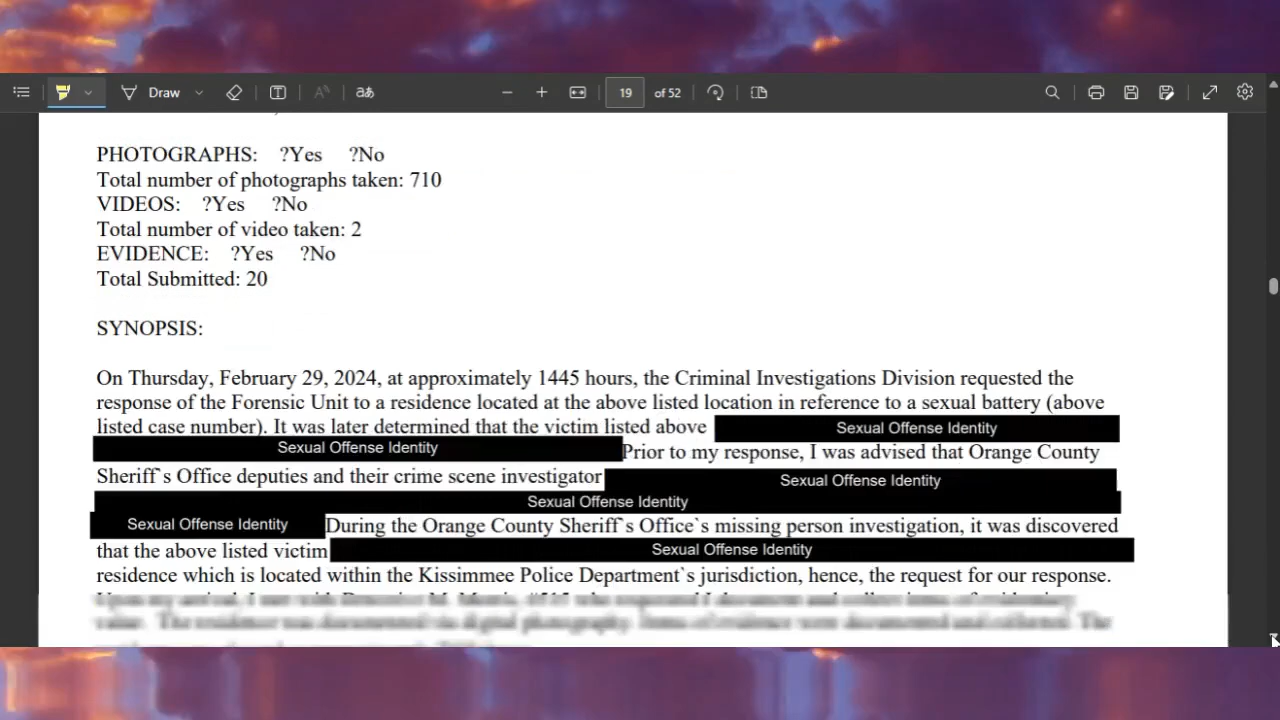 Draw
19
of 52
PHOTOGRAPHS: ?Yes ?No
Total number of photographs taken: 710
VIDEOS: ?Yes ?No
Total number of video taken: 2
EVIDENCE: ?Yes ?No
Total Submitted: 20
SYNOPSIS:
On Thursday, February 29, 2024, at approximately 1445 hours, the Criminal Investigations Division requested the
response of the Forensic Unit to a residence located at the above listed location in reference to a sexual battery (above
listed case number). It was later determined that the victim listed above Sexual Offense Identity
Sexual Offense Identity Prior to my response, I was advised that Orange County
Sheriff`s Office deputies and their crime scene investigator Sexual Offense Identity
Sexual Offense Identity
Sexual Offense Identity During the Orange County Sheriff`s Office`s missing person investigation, it was discovered
that the above listed victim Sexual Offense Identity
residence which is located within the Kissimmee Police Department`s jurisdiction, hence, the request for our response.